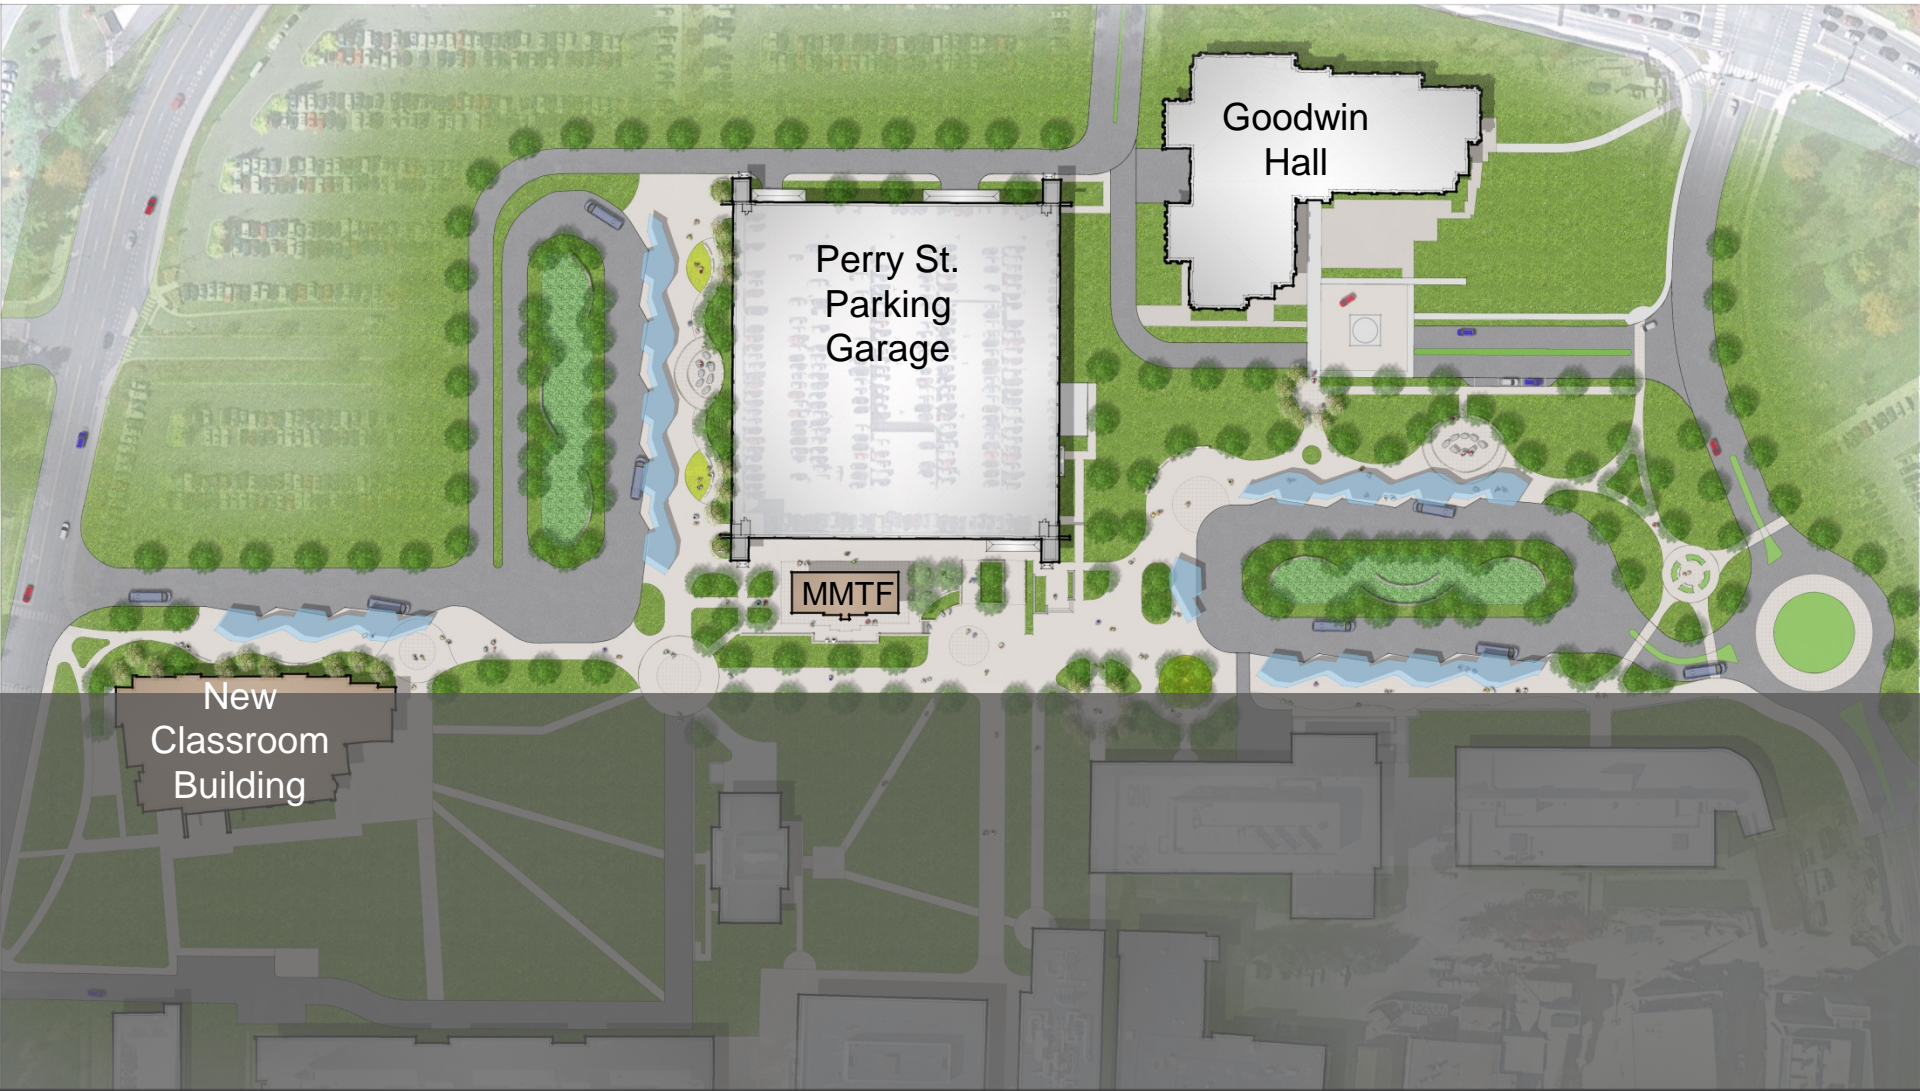 Goodwin
Hall
Perry St.
Parking
Garage
MMTF
New
Classroom
Building